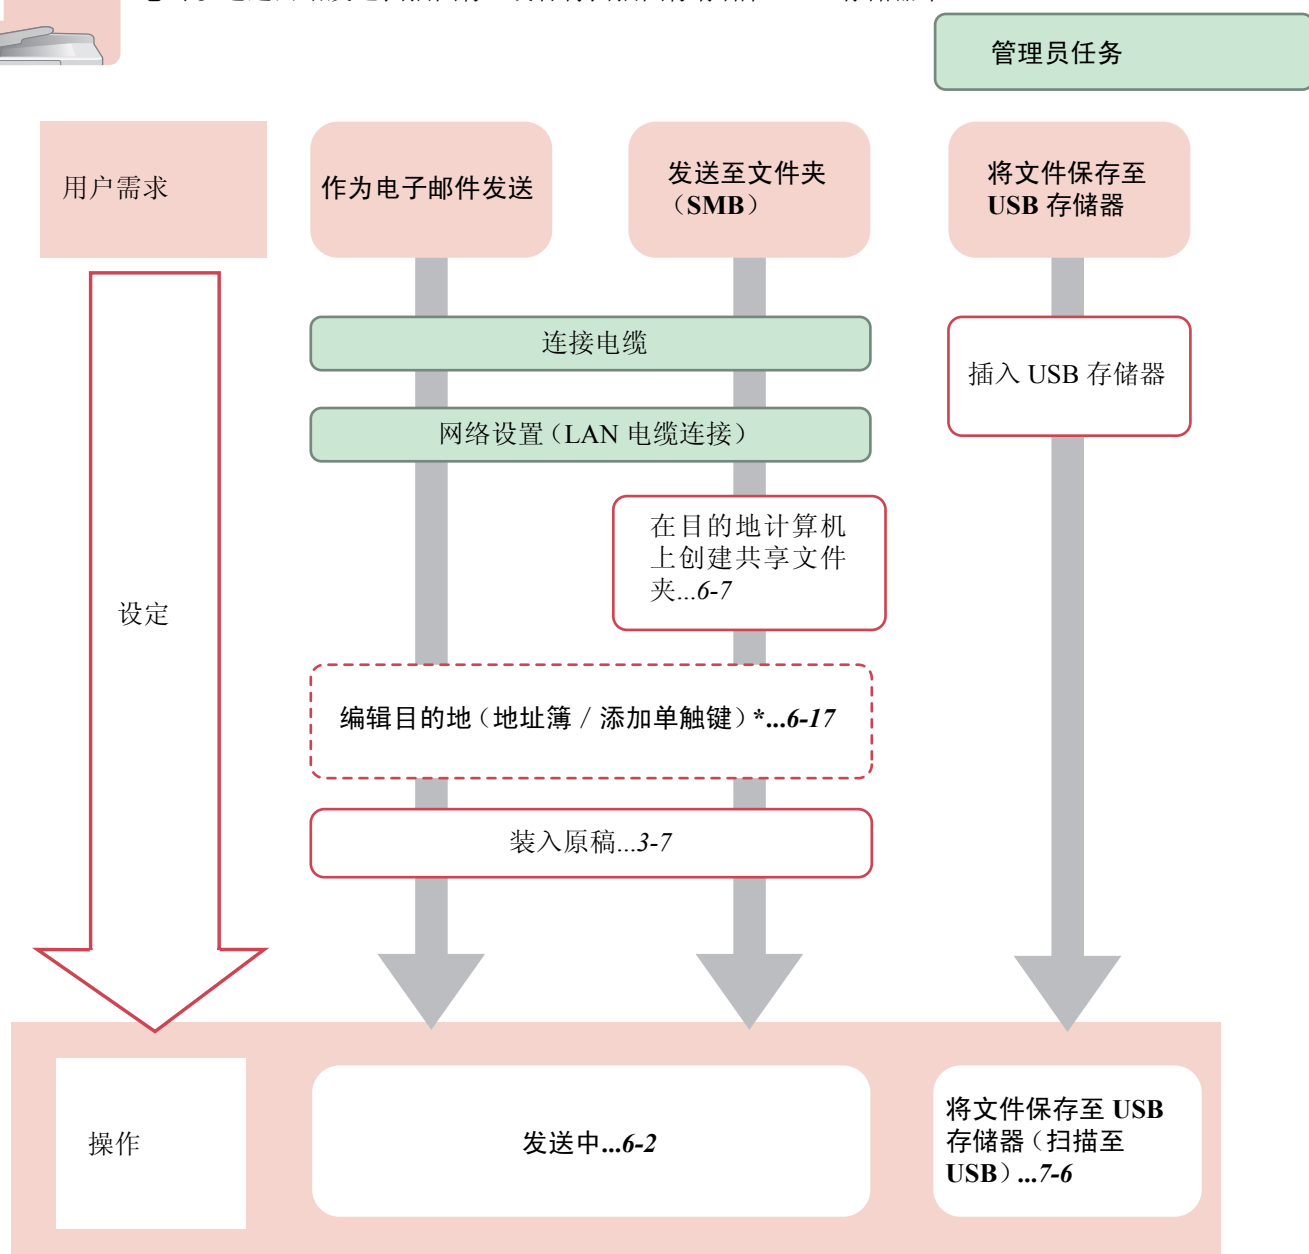 管理员任务
用户需求
作为电子邮件发送
发送至文件夹
（SMB）
将文件保存至
USB 存储器
连接电缆
插入 USB 存储器
网络设置（LAN 电缆连接）
在目的地计算机
上创建共享文件
夹...6-7
设定
编辑目的地（地址簿 / 添加单触键）*...6-17
装入原稿...3-7
操作
发送中...6-2
将文件保存至 USB
存储器（扫描至
USB）...7-6